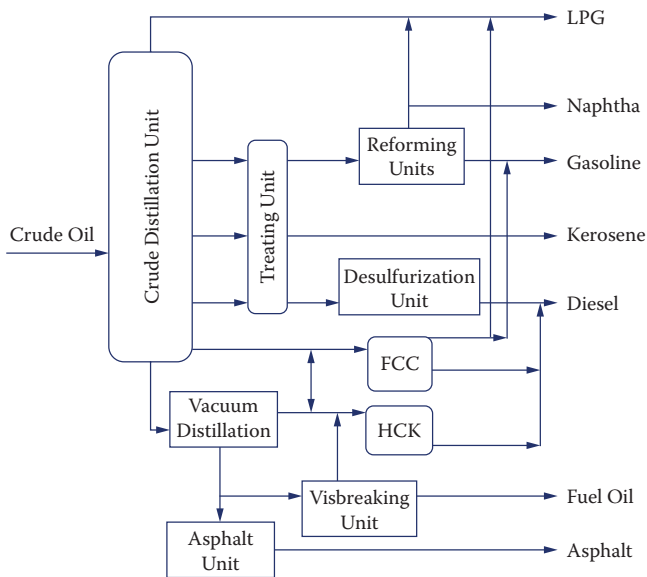 LPG
Naphtha
Reforming
Units
Gasoline
Crude Distillation Unit
Treating Unit
Crude Oil
Kerosene
Desulfurization
Unit
Diesel
FCC
Vacuum
Distillation
HCK
Visbreaking
Unit
Fuel Oil
Asphalt
Unit
Asphalt